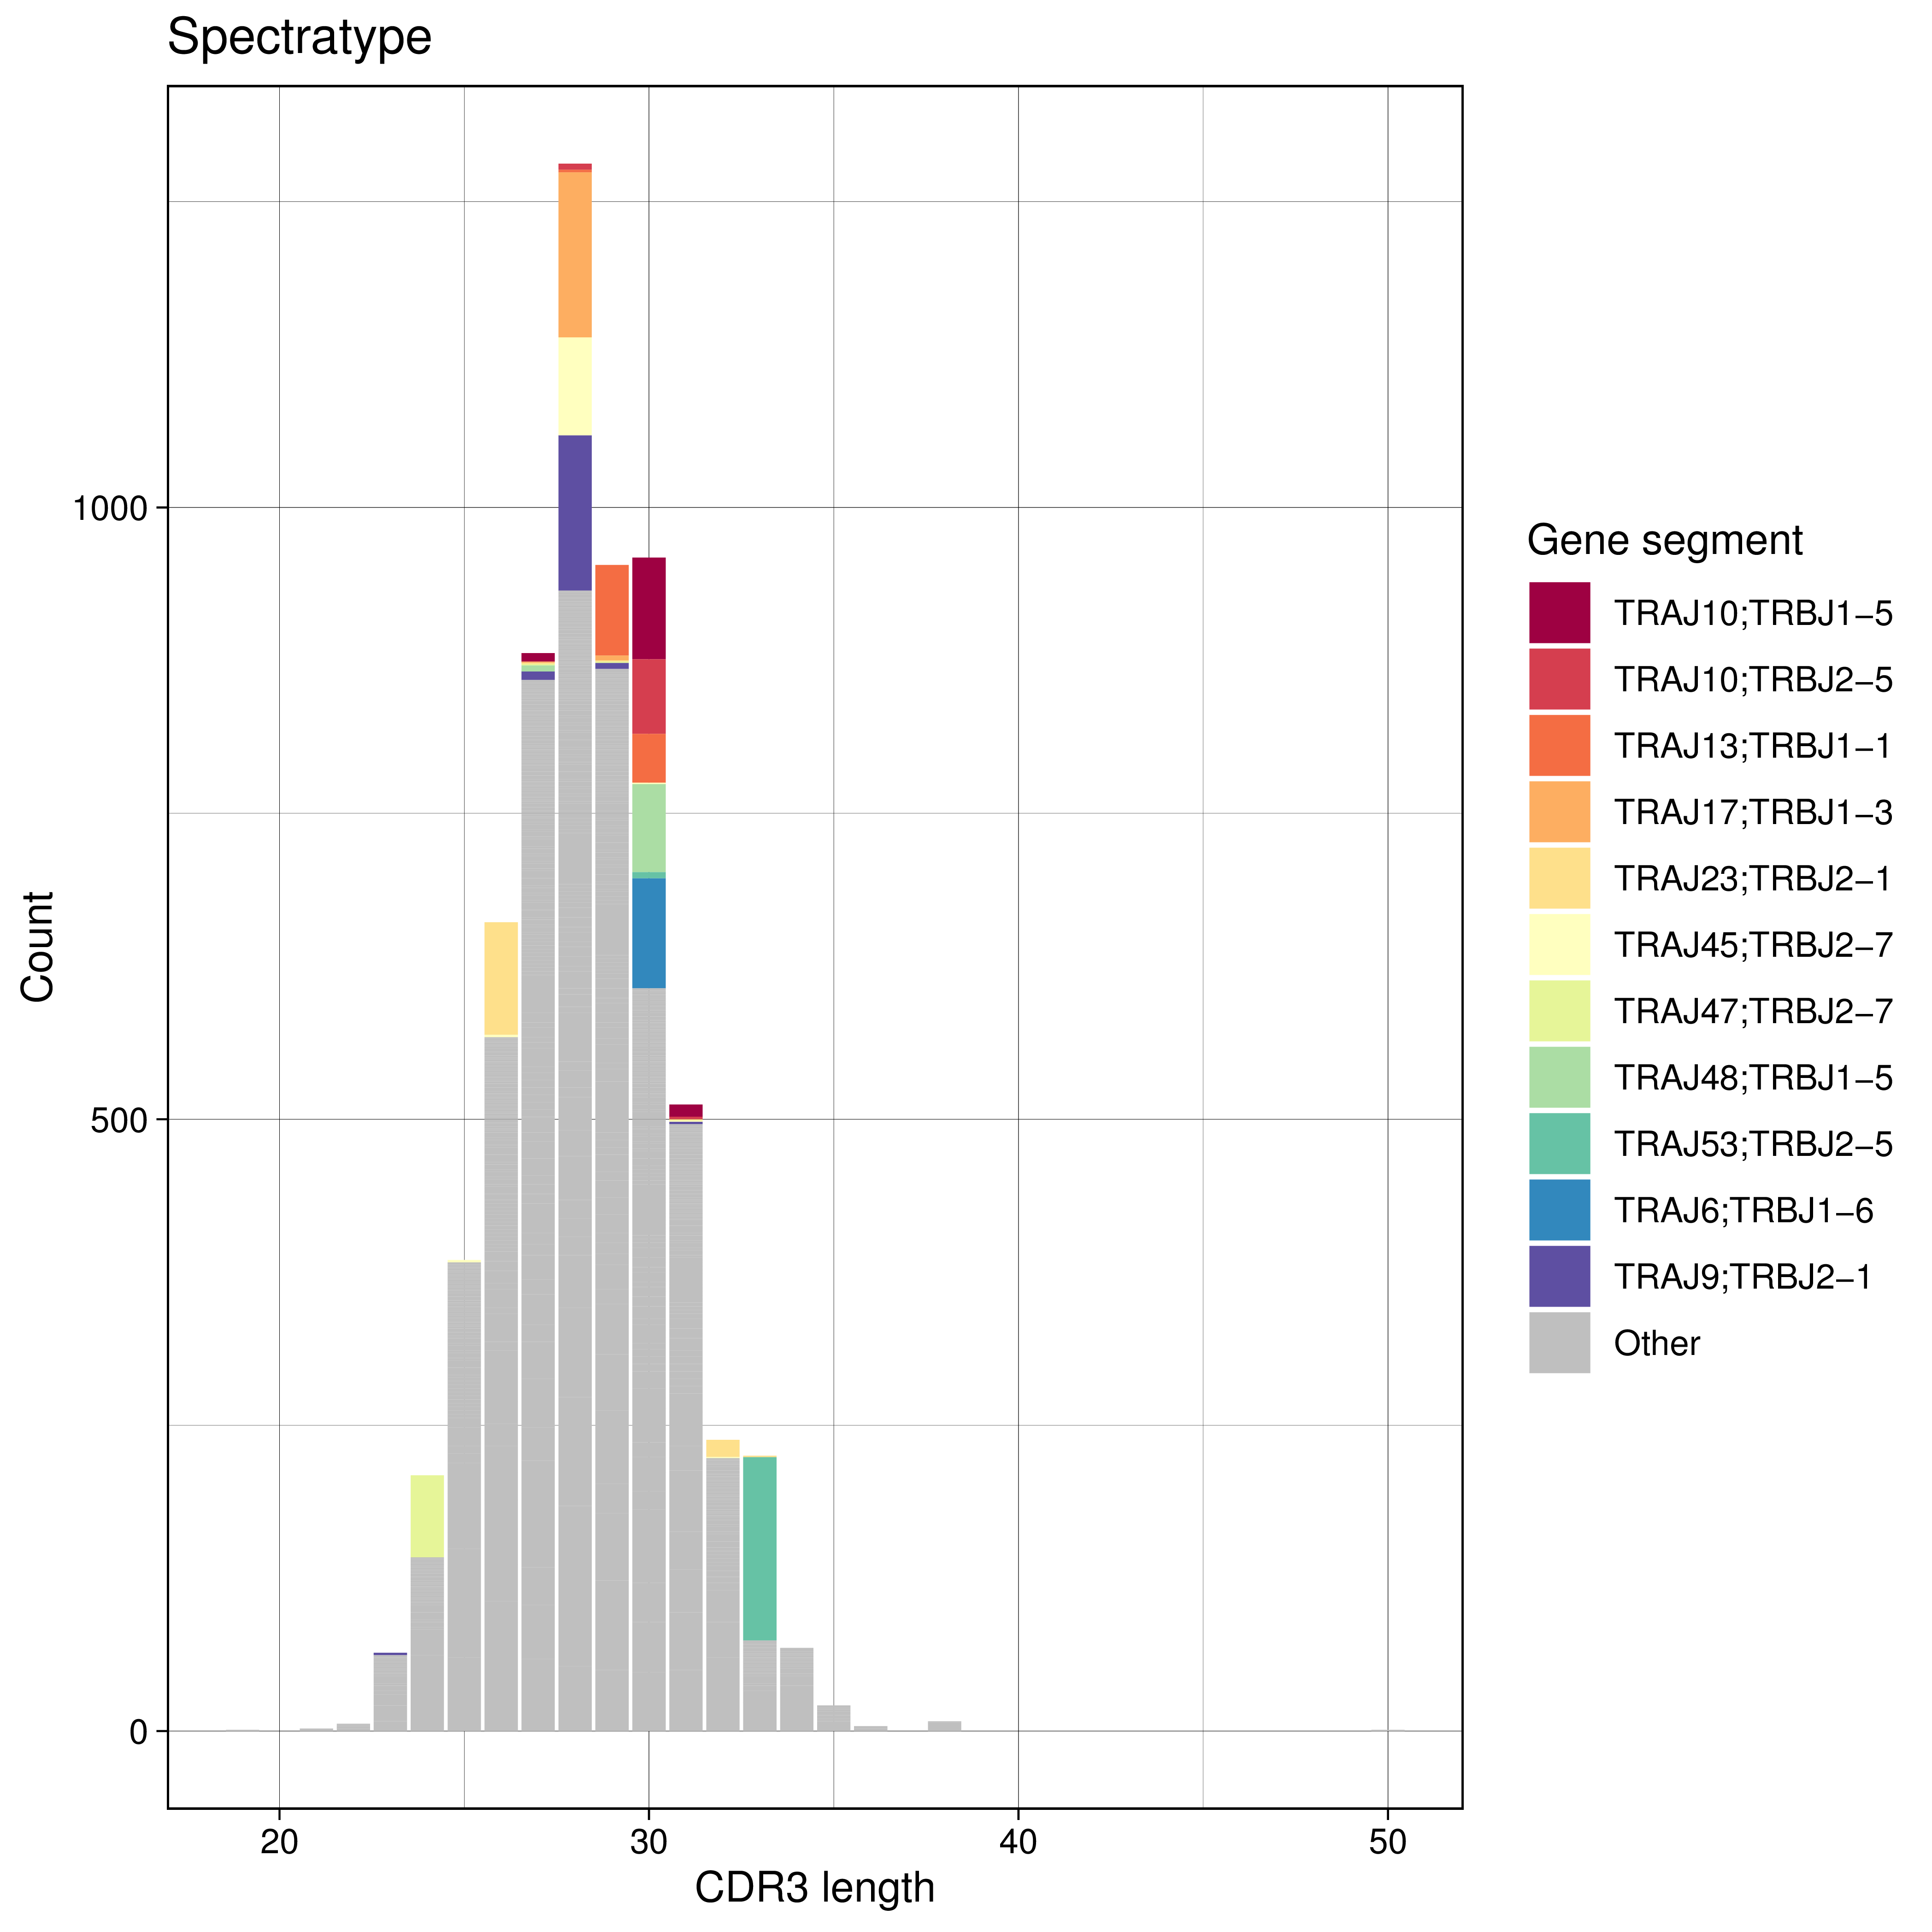 Spectratype
Count
1000
500
0
20 30 40 50
CDR3 length
Gene segment
TRAJ10;TRBJ1−5
TRAJ10;TRBJ2−5
TRAJ13;TRBJ1−1
TRAJ17;TRBJ1−3
TRAJ23;TRBJ2−1
TRAJ45;TRBJ2−7
TRAJ47;TRBJ2−7
TRAJ48;TRBJ1−5
TRAJ53;TRBJ2−5
TRAJ6;TRBJ1−6
TRAJ9;TRBJ2−1
Other